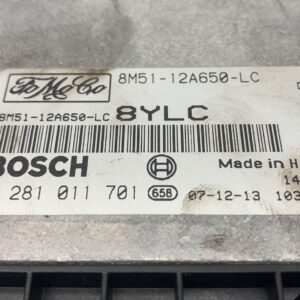 FoMoCo 8M51-12A650-LC
8M51-12A650-LC 8YLC
BOSCH Made in H
281 011 701 65B 07-12-13 103
14